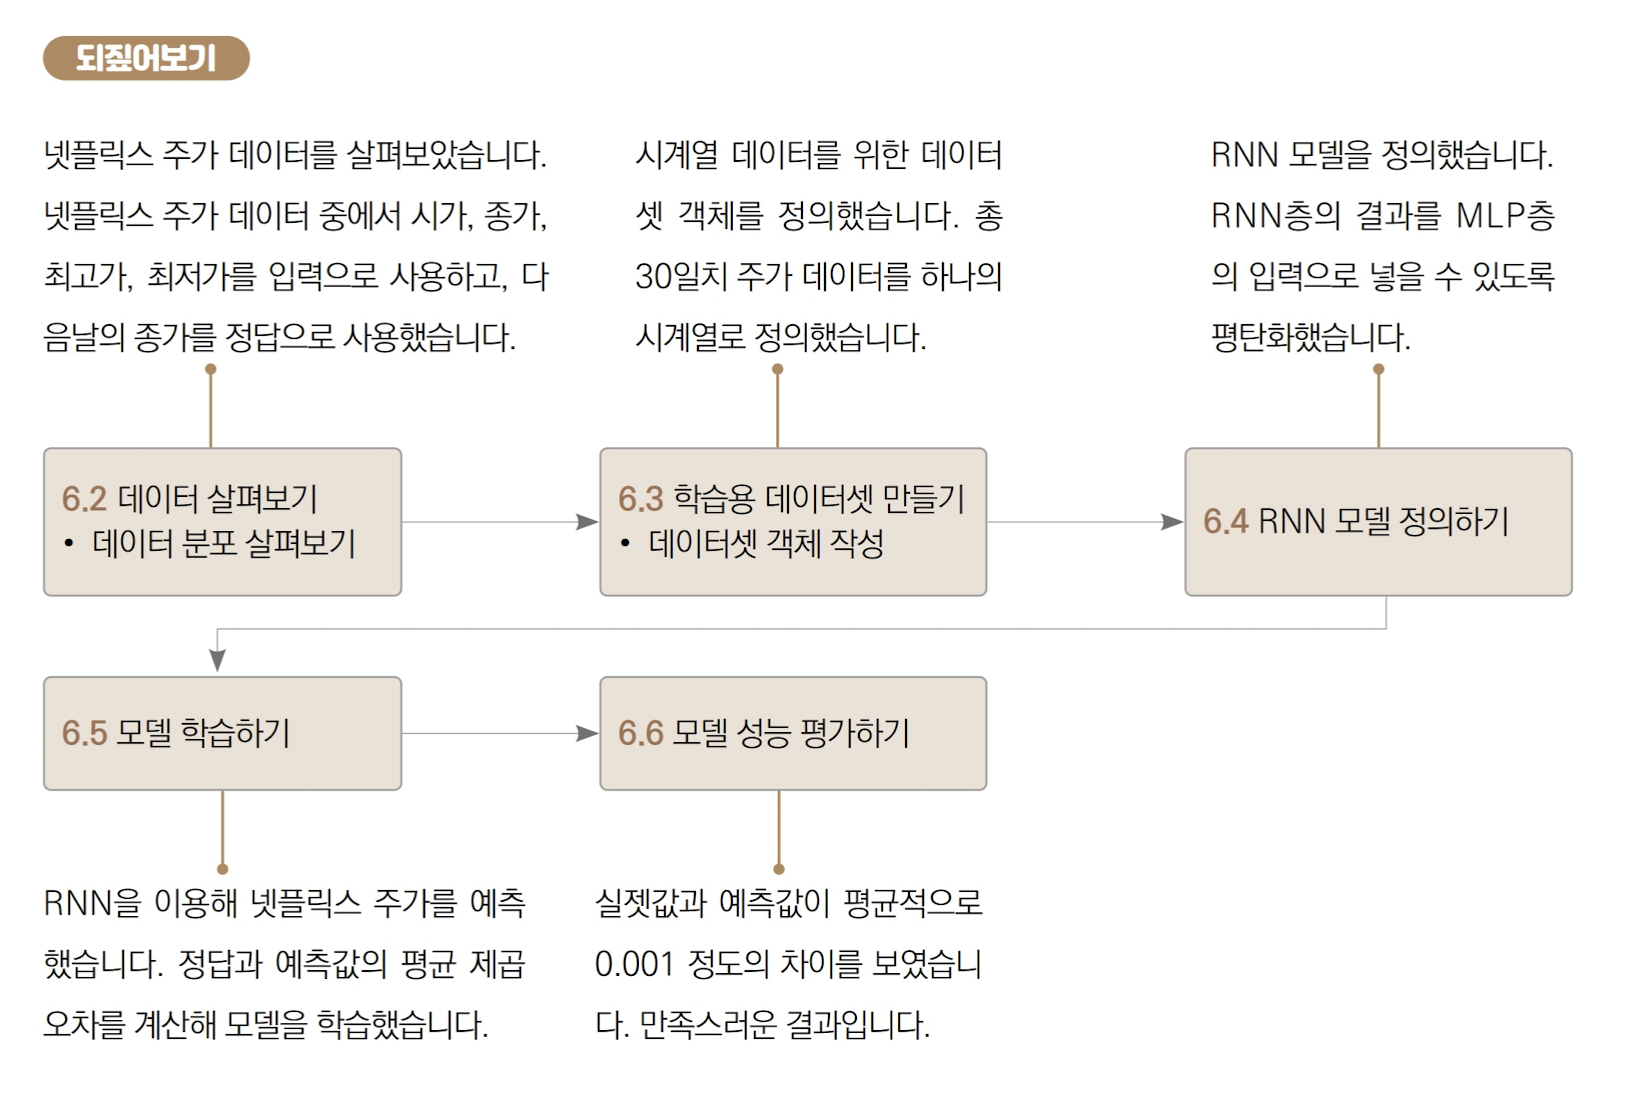 되짚어보기
넷플릭스 주가 데이터를 살펴보았습니다.
넷플릭스 주가 데이터 중에서 시가, 종가,
최고가, 최저가를 입력으로 사용하고, 다
음날의 종가를 정답으로 사용했습니다.
시계열 데이터를 위한 데이터
셋 객체를 정의했습니다. 총
30일치 주가 데이터를 하나의
시계열로 정의했습니다.
RNN 모델을 정의했습니다.
RNN층의 결과를 MLP층
의 입력으로 넣을 수 있도록
평탄화했습니다.
6.2 데이터 살펴보기
• 데이터 분포 살펴보기
6.3 학습용 데이터셋 만들기
• 데이터셋 객체 작성
6.4 RNN 모델 정의하기
6.5 모델 학습하기
6.6 모델 성능 평가하기
RNN을 이용해 넷플릭스 주가를 예측
했습니다. 정답과 예측값의 평균 제곱
오차를 계산해 모델을 학습했습니다.
실젯값과 예측값이 평균적으로
0.001 정도의 차이를 보였습니
다. 만족스러운 결과입니다.